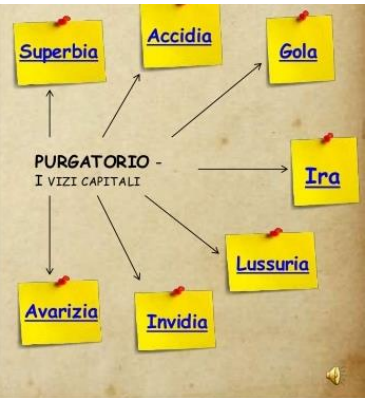 Superbia
Accidia
Gola
PURGATORIO -
I VIZI CAPITALI
Ira
Lussuria
Avarizia
Invidia